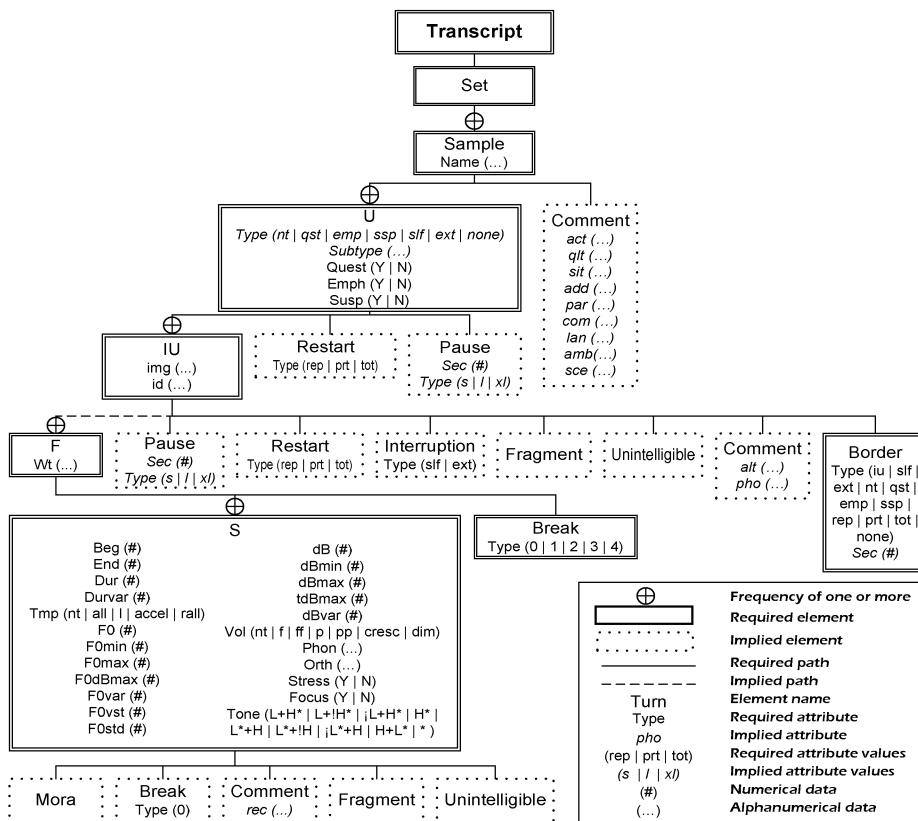 Transcript
Set
Sample
Name (…)
U
Type (nt | qst | emp | ssp | slf | ext | none)
Subtype (…)
Quest (Y | N)
Emph (Y | N)
Susp (Y | N)
Comment
act (…)
qlt (…)
sit (…)
add (…)
par (…)
com (…)
lan (…)
amb(…)
sce (…)
IU
img (...)
id (…)
Restart
Type (rep | prt | tot)
Pause
Sec (#)
Type (s | l | xl)
F
Wt (…)
Pause
Sec (#)
Type (s | l | xl)
Restart
Type (rep | prt | tot)
Interruption
Type (slf | ext)
Fragment
Unintelligible
Comment
alt (…)
pho (…)
Border
Type (iu | slf |
ext | nt | qst |
emp | ssp |
rep | prt | tot |
none)
Sec (#)
S
Beg (#)
End (#)
Dur (#)
Durvar (#)
Tmp (nt | all | l | accel | rall)
F0 (#)
F0min (#)
F0max (#)
F0dBmax (#)
F0var (#)
F0vst (#)
F0std (#)
dB (#)
dBmin (#)
dBmax (#)
tdBmax (#)
dBvar (#)
Vol (nt | f | ff | p | pp | cresc | dim)
Phon (…)
Orth (…)
Stress (Y | N)
Focus (Y | N)
Tone (L+H* | L+!H* | ¡L+H* | H* |
L*+H | L*+!H | ¡L*+H | H+L* | * )
Break
Type (0 | 1 | 2 | 3 | 4)
Mora
Break
Type (0)
Comment
rec (…)
Fragment
Unintelligible
Frequency of one or more
Required element
Implied element
Required path
Implied path
Turn Element name
Type Required attribute
pho Implied attribute
(rep | prt | tot) Required attribute values
(s | l | xl) Implied attribute values
(#) Numerical data
(…) Alphanumerical data